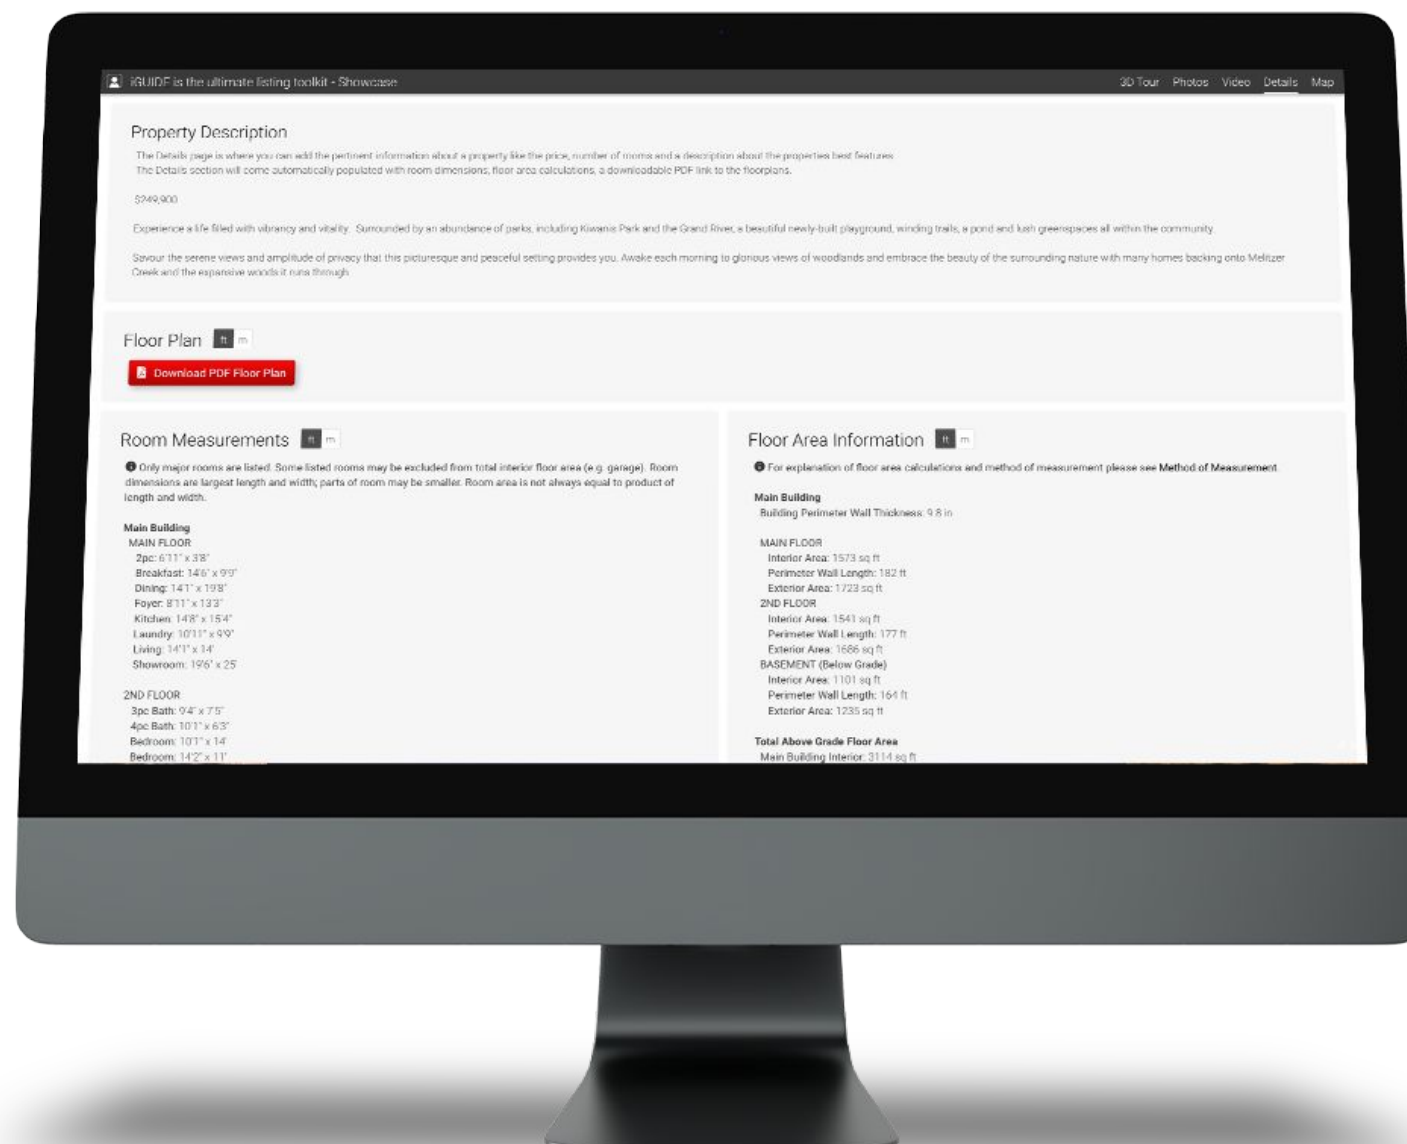 iGUIDE is the ultimate listing toolkit - Showcase
3D Tour Photos Video Details Map
Property Description
The Details page is where you can add the pertinent information about a property like the price, number of rooms and a description about the properties best features
The Details section will come automatically populated with room dimensions, floor area calculations, a downloadable PDF link to the floorplans.
$249,900
Experience a life filled with vibrancy and vitality. Surrounded by an abundance of parks, including Kiwanis Park and the Grand River, a beautiful newly-built playground, winding trails, a pond and lush greenspaces all within the community.
Savour the serene views and amplitude of privacy that this picturesque and peaceful setting provides you. Awake each morning to glorious views of woodlands and embrace the beauty of the surrounding nature with many homes backing onto Melitzer
Creek and the expansive woods it runs through
Floor Plan ft m
Download PDF Floor Plan
Room Measurements ft m
Only major rooms are listed. Some listed rooms may be excluded from total interior floor area (e.g. garage). Room
dimensions are largest length and width; parts of room may be smaller. Room area is not always equal to product of
length and width.
Main Building
MAIN FLOOR
2pc: 6'11" x 3'8"
Breakfast: 14'6" x 9'9"
Dining: 14'1" x 19'8"
Foyer: 8'11" x 13'3"
Kitchen: 14'8" x 15'4"
Laundry: 10'11" x 9'9"
Living: 14'1" x 14'
Showroom: 19'6" x 25'
2ND FLOOR
3pc Bath: 9'4" x 7'5"
4pc Bath: 10'1" x 6'3"
Bedroom: 10'1" x 14'
Bedroom: 14'2" x 11'
Floor Area Information ft m
For explanation of floor area calculations and method of measurement please see Method of Measurement
Main Building
Building Perimeter Wall Thickness: 9.8 in
MAIN FLOOR
Interior Area: 1573 sq ft
Perimeter Wall Length: 182 ft
Exterior Area: 1723 sq ft
2ND FLOOR
Interior Area: 1541 sq ft
Perimeter Wall Length: 177 ft
Exterior Area: 1686 sq ft
BASEMENT (Below Grade)
Interior Area: 1101 sq ft
Perimeter Wall Length: 164 ft
Exterior Area: 1235 sq ft
Total Above Grade Floor Area
Main Building Interior: 3114 sq ft